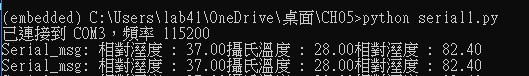 (embedded) C:\Users\lab41\OneDrive\桌面\CH05>python serial1.py
已連接到 COM3，頻率 115200
Serial_msg: 相對溼度 : 37.00攝氏溫度 : 28.00相對溼度 : 82.40
Serial_msg: 相對溼度 : 37.00攝氏溫度 : 28.00相對溼度 : 82.40